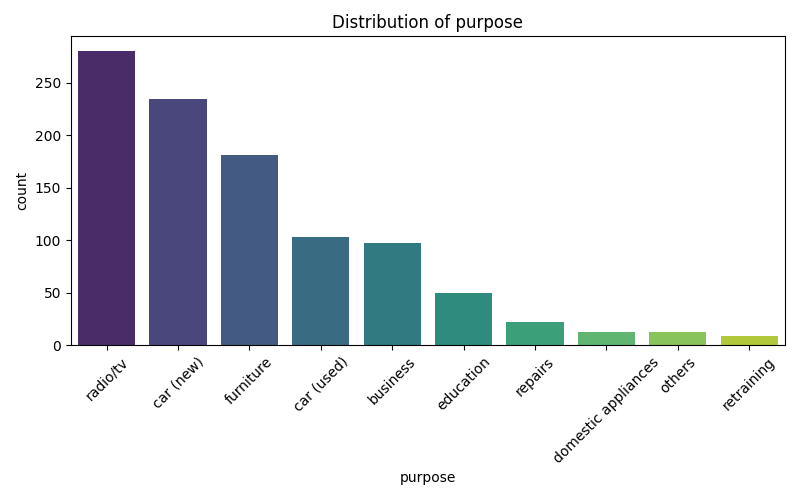 Distribution of purpose
count
250
200
150
100
50
0
radio/tv
car (new)
furniture
car (used)
business
education
repairs
domestic appliances
others
retraining
purpose